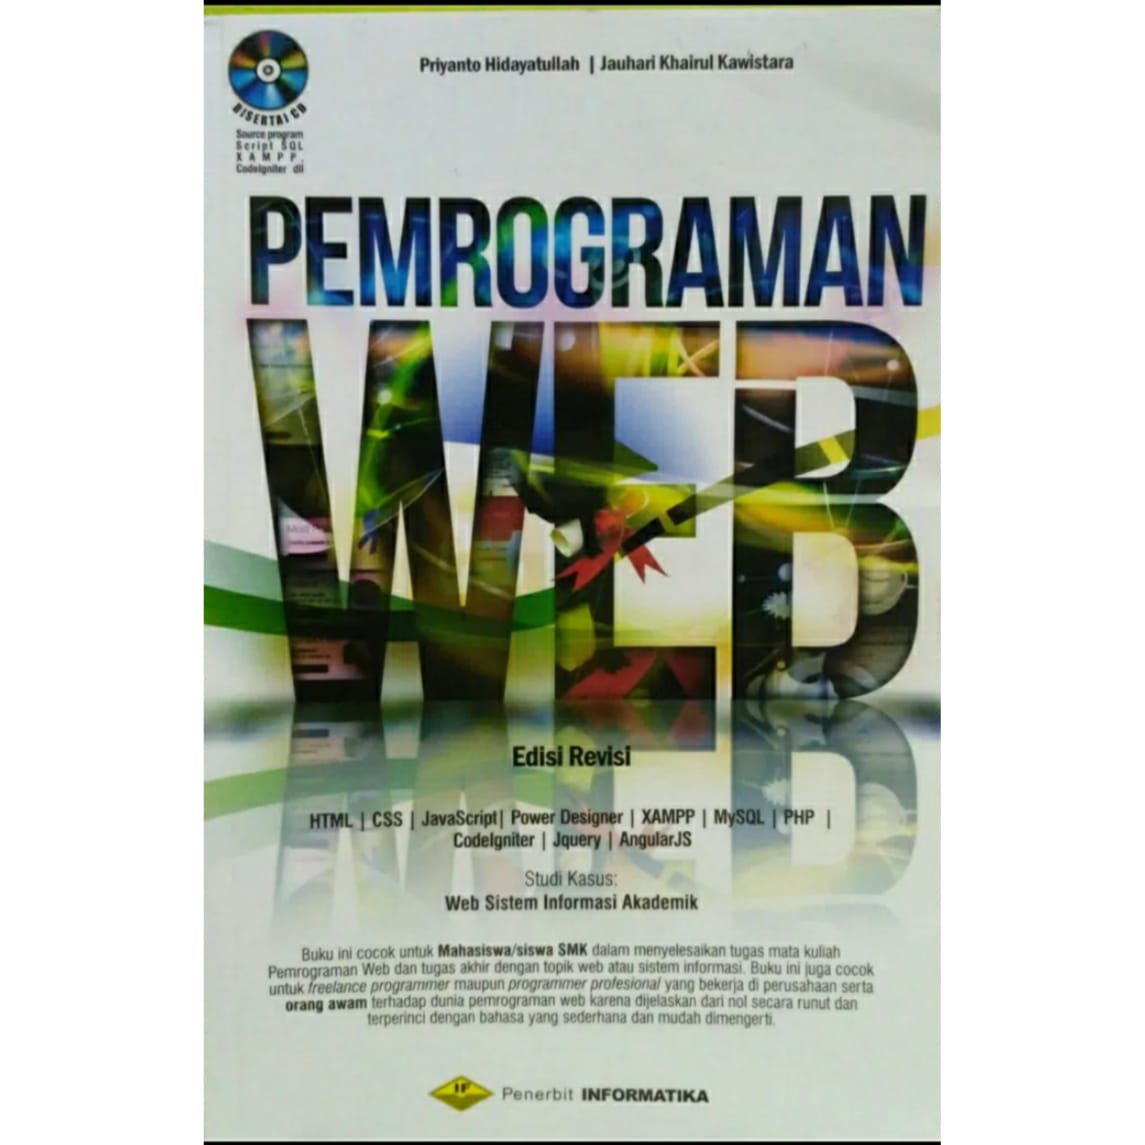 Priyanto Hidayatullah | Jauhari Khairul Kawistara
DISERTAI CD
Source program
Script SQL
XAMPP,
CodeIgniter dll
PEMROGRAMAN
WEB
Edisi Revisi
HTML | CSS | JavaScript| Power Designer | XAMPP | MySQL | PHP |
CodeIgniter | Jquery | AngularJS
Studi Kasus:
Web Sistem Informasi Akademik
Buku ini cocok untuk Mahasiswa/siswa SMK dalam menyelesaikan tugas mata kuliah
Pemrograman Web dan tugas akhir dengan topik web atau sistem informasi. Buku ini juga cocok
untuk freelance programmer maupun programmer profesional yang bekerja di perusahaan serta
orang awam terhadap dunia pemrograman web karena dijelaskan dari nol secara runut dan
terperinci dengan bahasa yang sederhana dan mudah dimengerti.
IF
Penerbit INFORMATIKA